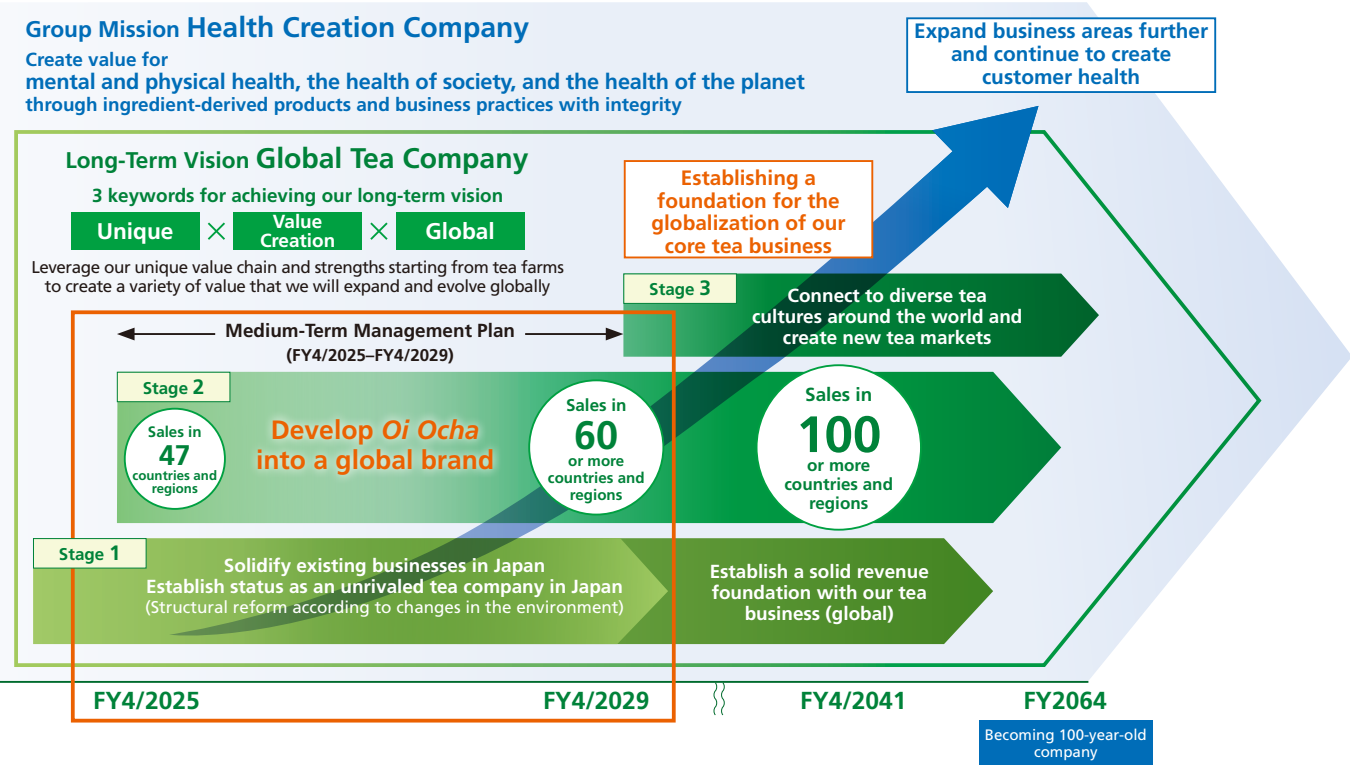 Group Mission Health Creation Company
Create value for
mental and physical health, the health of society, and the health of the planet
through ingredient-derived products and business practices with integrity
Expand business areas further
and continue to create
customer health
Long-Term Vision Global Tea Company
3 keywords for achieving our long-term vision
Unique × Value Creation × Global
Leverage our unique value chain and strengths starting from tea farms
to create a variety of value that we will expand and evolve globally
Establishing a
foundation for the
globalization of our
core tea business
Stage 3
Connect to diverse tea
cultures around the world and
create new tea markets
Medium-Term Management Plan
(FY4/2025–FY4/2029)
Stage 2
Sales in
47
countries and
regions
Develop Oi Ocha
into a global brand
Sales in
60
or more
countries and
regions
Sales in
100
or more
countries and
regions
Stage 1
Solidify existing businesses in Japan
Establish status as an unrivaled tea company in Japan
(Structural reform according to changes in the environment)
Establish a solid revenue
foundation with our tea
business (global)
FY4/2025
FY4/2029
FY4/2041
FY2064
Becoming 100-year-old
company